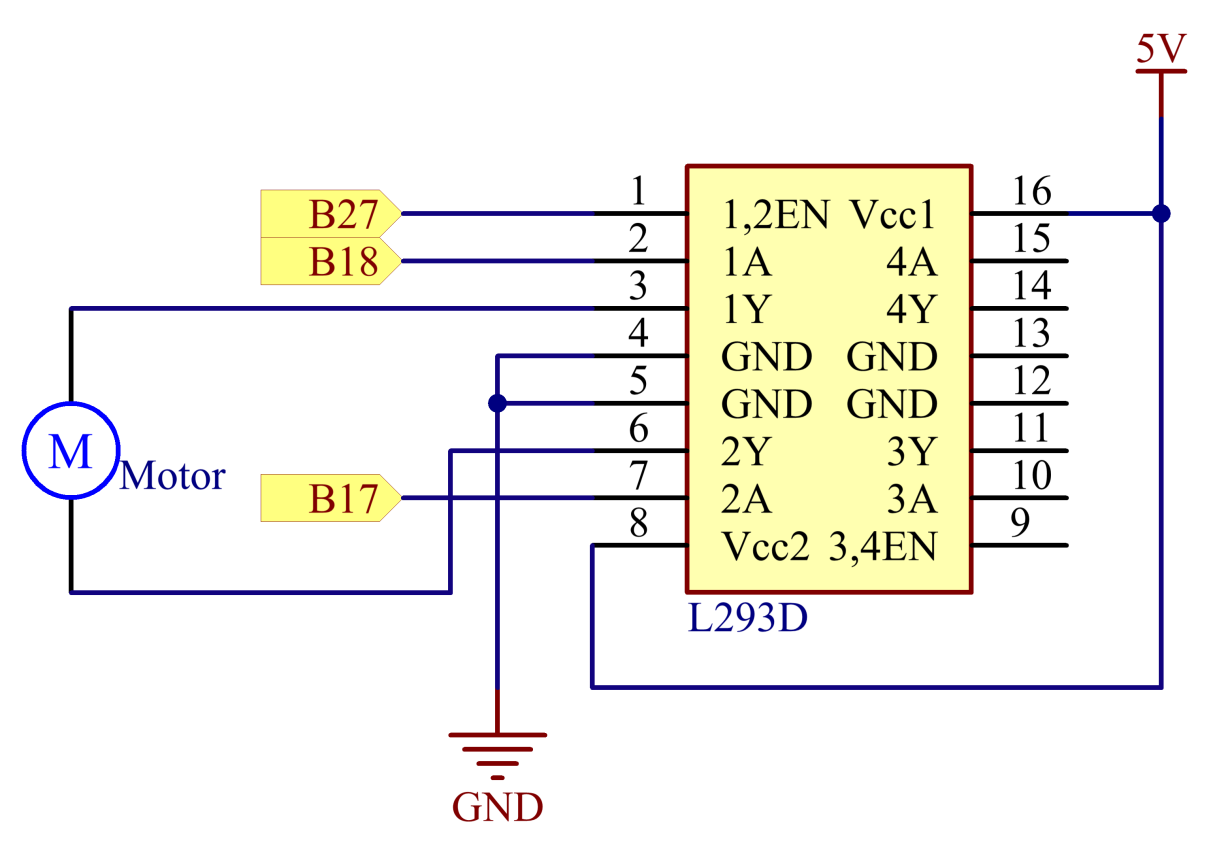 5V
B27
B18
B17
M
Motor
1
2
3
4
5
6
7
8
1,2EN Vcc1
1A 4A
1Y 4Y
GND GND
GND GND
2Y 3Y
2A 3A
Vcc2 3,4EN
16
15
14
13
12
11
10
9
L293D
GND